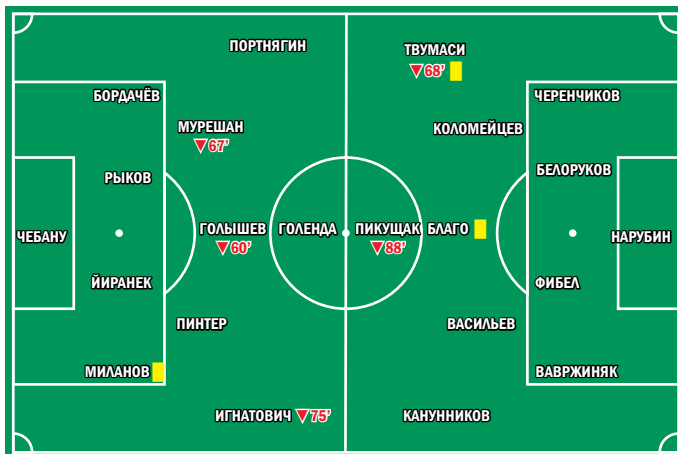 ПОРТНЯГИН
ТВУМАСИ
▼68'
БОРДАЧЁВ
ЧЕРЕНЧИКОВ
МУРЕШАН
▼67'
КОЛОМЕЙЦЕВ
РЫКОВ
БЕЛОРУКОВ
ЧЕБАНУ
ГОЛЫШЕВ
▼60'
ГОЛЕНДА
ПИКУЩАК
▼88'
БЛАГО
НАРУБИН
ЙИРАНЕК
ФИБЕЛ
ПИНТЕР
ВАСИЛЬЕВ
МИЛАНОВ
ВАВРЖИНЯК
ИГНАТОВИЧ ▼75'
КАНУННИКОВ